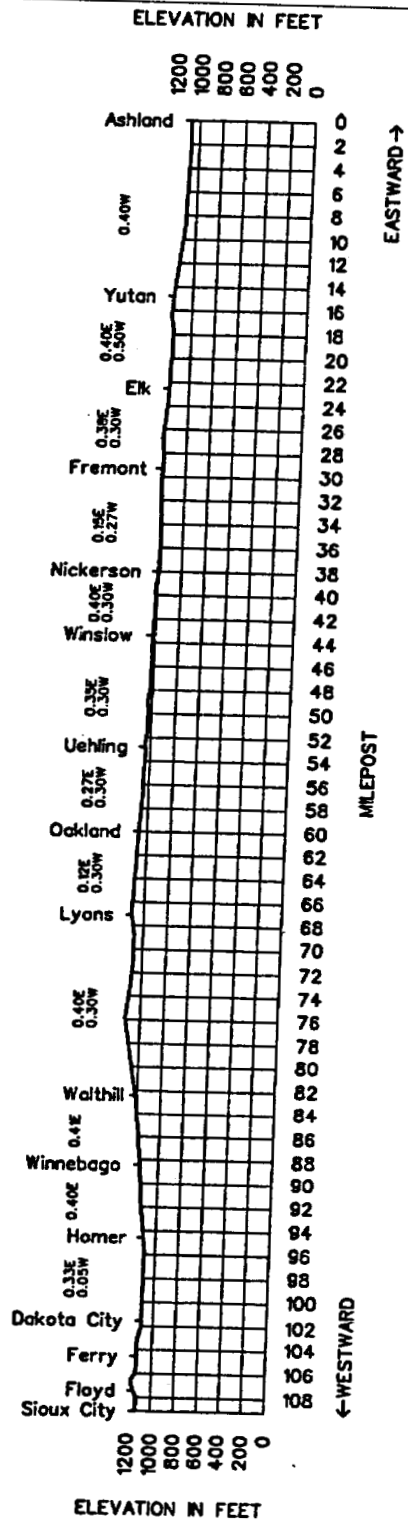 ELEVATION IN FEET
1200 1000 800 600 400 200 0
Ashland
0.40W
Yutan
0.40E
0.50W
Elk
0.38E
0.30W
Fremont
0.15E
0.27W
Nickerson
0.40E
0.30W
Winslow
0.35E
0.30W
Uehling
0.27E
0.30W
Oakland
0.12E
0.30W
Lyons
0.40E
0.30W
Walthill
0.41E
Winnebago
0.40E
Homer
0.33E
0.05W
Dakota City
Ferry
Floyd
Sioux City
0
2
4
6
8
10
12
14
16
18
20
22
24
26
28
30
32
34
36
38
40
42
44
46
48
50
52
54
56
58
60
62
64
66
68
70
72
74
76
78
80
82
84
86
88
90
92
94
96
98
100
102
104
106
108
EASTWARD→
MILEPOST
←WESTWARD
1200 1000 800 600 400 200 0
ELEVATION IN FEET